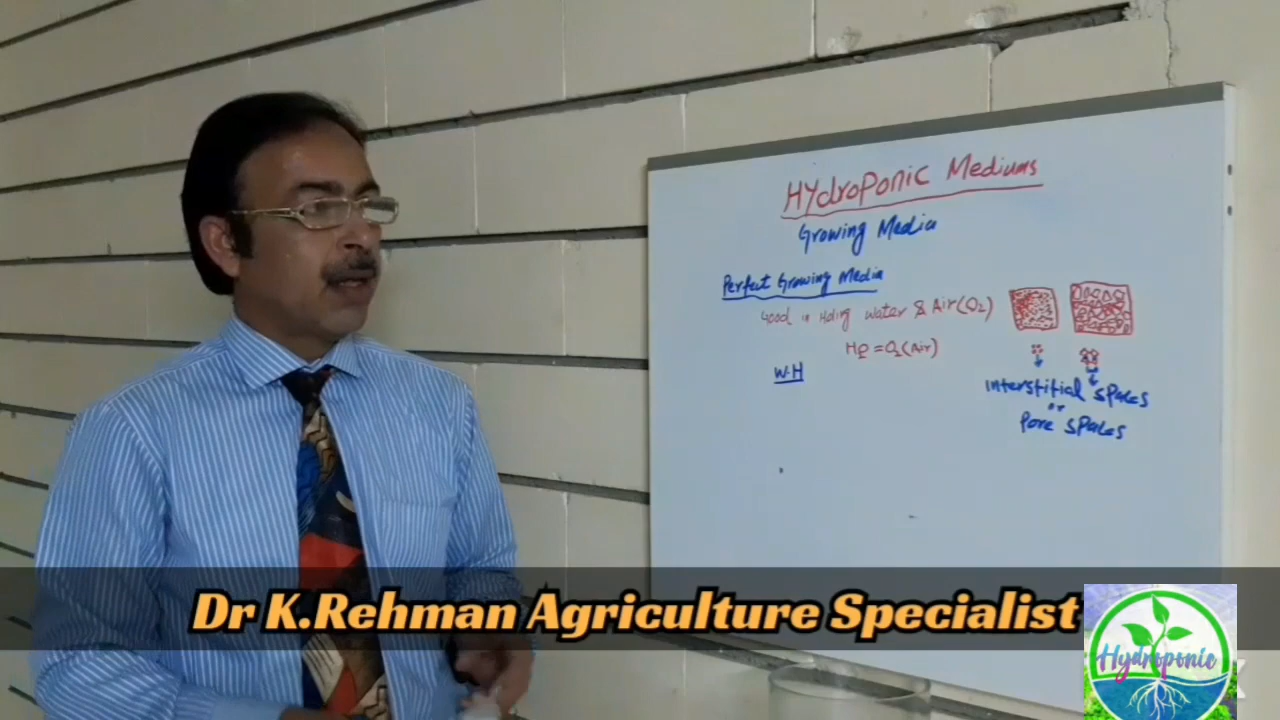 HYdroPonic Mediums
Growing Media
Perfect Growing Media
Good in Holing Water & Air(O2)
H2O = O2(Air)
W.H
interstitial spaces
or
Pore spaces
Dr K.Rehman Agriculture Specialist
Hydroponic